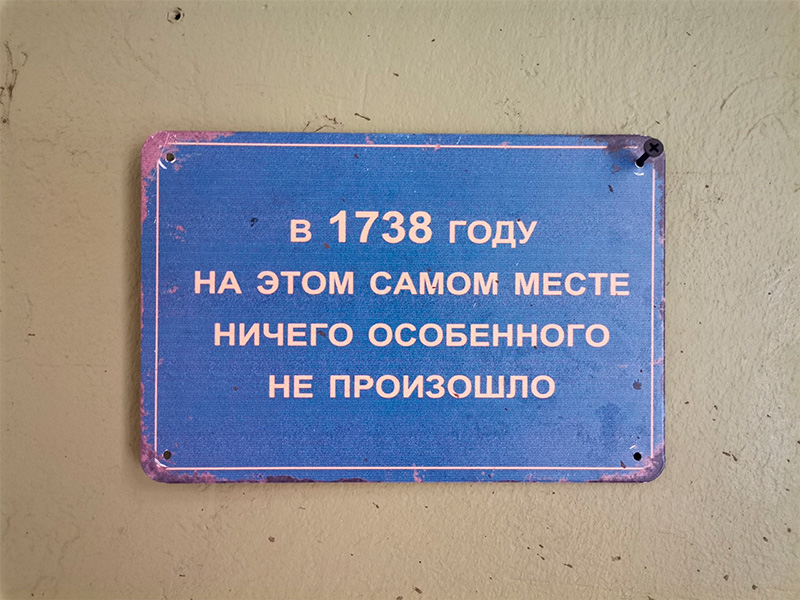 В 1738 ГОДУ
НА ЭТОМ САМОМ МЕСТЕ
НИЧЕГО ОСОБЕННОГО
НЕ ПРОИЗОШЛО